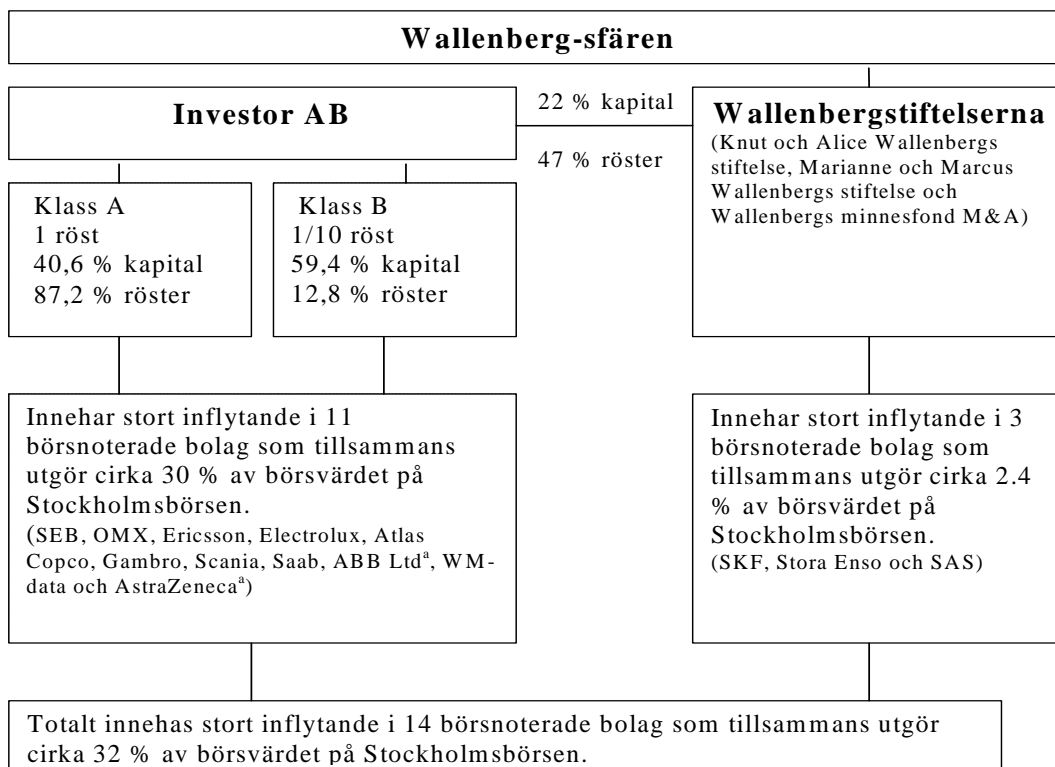 Wallenberg-sfären
Investor AB
22 % kapital
47 % röster
Wallenbergstiftelserna
(Knut och Alice Wallenbergs
stiftelse, Marianne och Marcus
Wallenbergs stiftelse och
Wallenbergs minnesfond M&A)
Klass A
1 röst
40,6 % kapital
87,2 % röster
Klass B
1/10 röst
59,4 % kapital
12,8 % röster
Innehar stort inflytande i 11
börsnoterade bolag som tillsammans
utgör cirka 30 % av börsvärdet på
Stockholmsbörsen.
(SEB, OMX, Ericsson, Electrolux, Atlas
Copco, Gambro, Scania, Saab, ABB Ltdᵃ, WM-
data och AstraZenecaᵃ)
Innehar stort inflytande i 3
börsnoterade bolag som
tillsammans utgör cirka 2.4
% av börsvärdet på
Stockholmsbörsen.
(SKF, Stora Enso och SAS)
Totalt innehas stort inflytande i 14 börsnoterade bolag som tillsammans utgör
cirka 32 % av börsvärdet på Stockholmsbörsen.